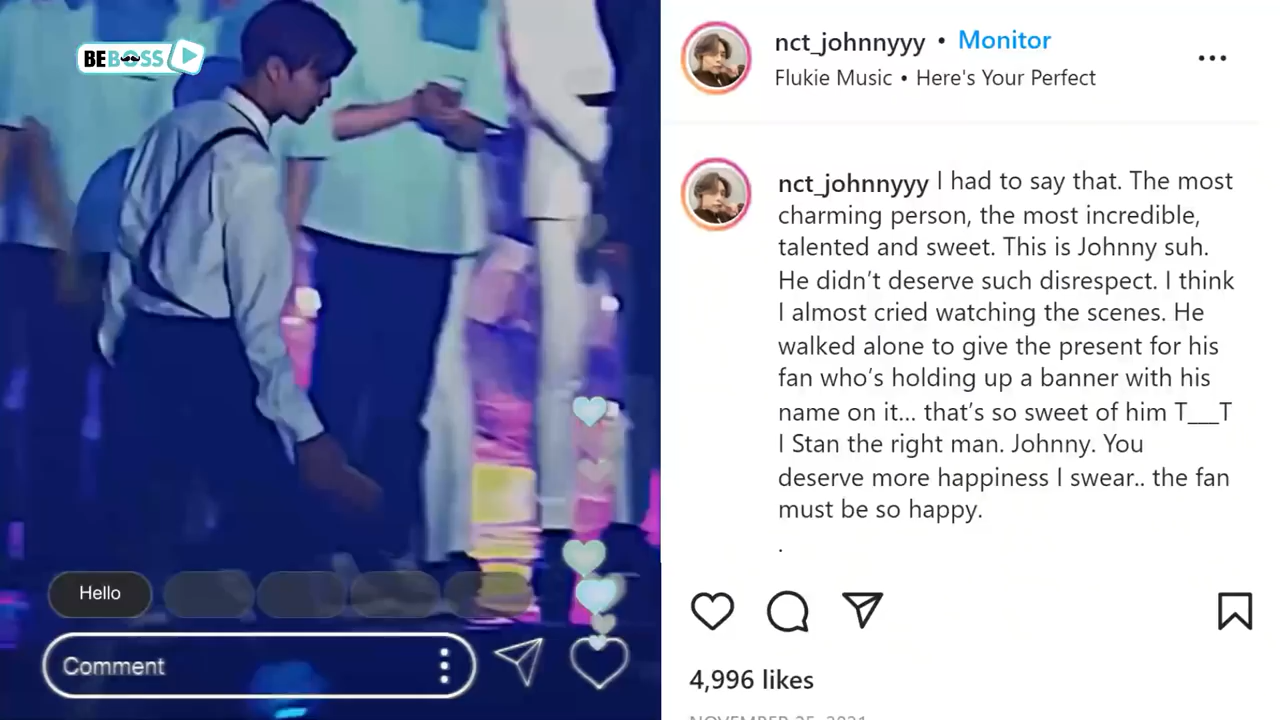 BEBOSS
nct_johnnyyy • Monitor
Flukie Music • Here's Your Perfect
nct_johnnyyy I had to say that. The most
charming person, the most incredible,
talented and sweet. This is Johnny suh.
He didn’t deserve such disrespect. I think
I almost cried watching the scenes. He
walked alone to give the present for his
fan who’s holding up a banner with his
name on it... that’s so sweet of him T___T
I Stan the right man. Johnny. You
deserve more happiness I swear.. the fan
must be so happy.
.
Hello
Comment
4,996 likes
NOVEMBER 25, 2021